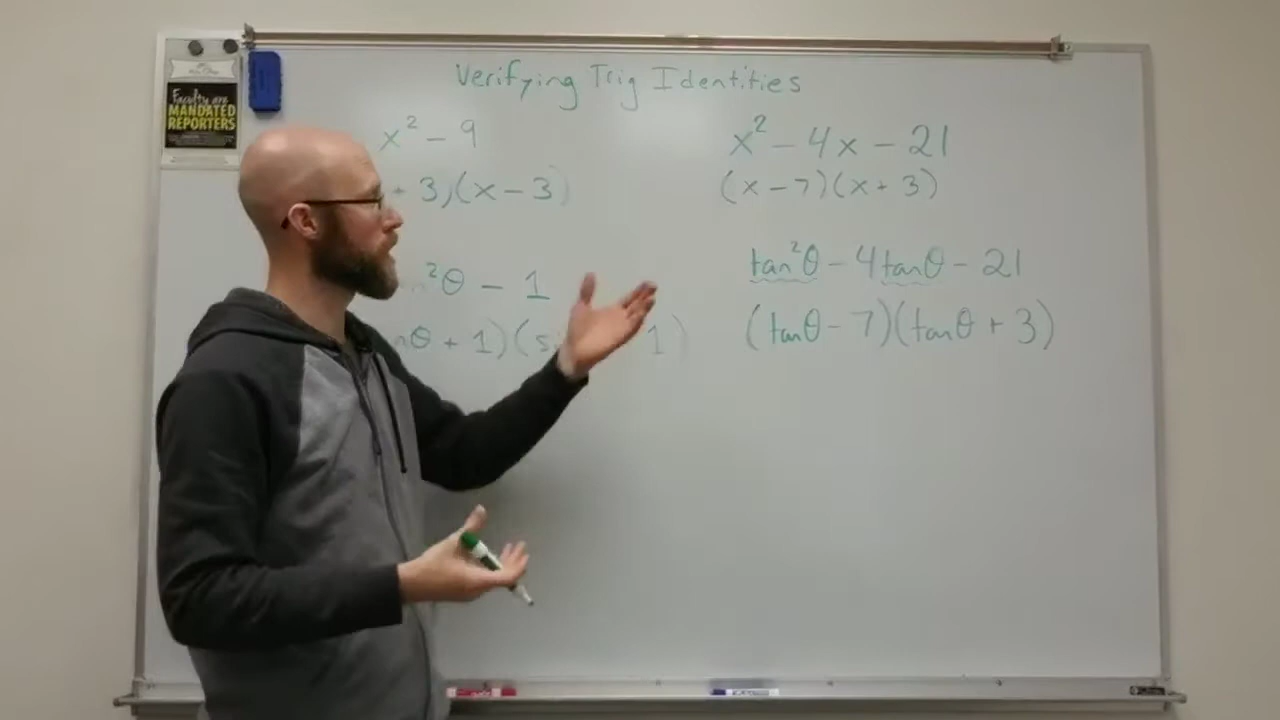 Verifying Trig Identities
Faculty are
MANDATED
REPORTERS
x² - 9
+ 3)(x - 3)
²θ - 1
θ + 1)( 1)
x² - 4x - 21
(x - 7)(x + 3)
tan²θ - 4tanθ - 21
(tanθ - 7)(tanθ + 3)